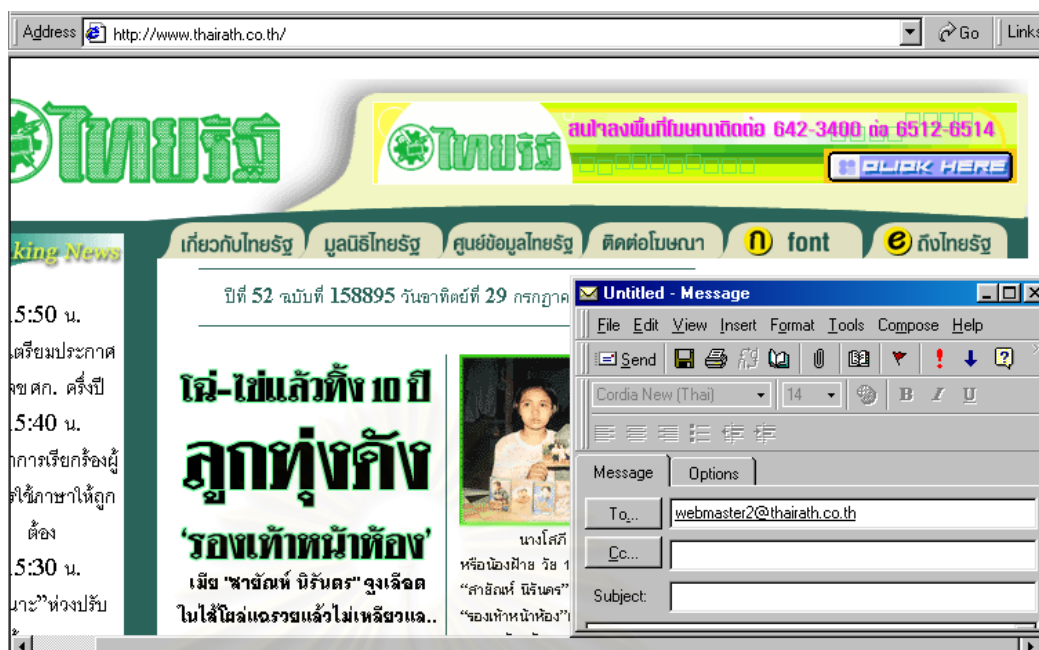 Address http://www.thairath.co.th/ Go Links
ไทยรัฐ
ไทยรัฐ
สนใจลงพื้นที่โฆษณาติดต่อ 642-3400 ต่อ 6512-6514
CLICK HERE
เกี่ยวกับไทยรัฐ มูลนิธิไทยรัฐ ศูนย์ข้อมูลไทยรัฐ ติดต่อโฆษณา font ถึงไทยรัฐ
king News
5:50 น.
เตรียมประกาศ
ศก. ครึ่งปี
5:40 น.
าการเรียกร้องผู้
ใช้ภาษาให้ถูก
ต้อง
5:30 น.
นาะ”ห่วงปรับ
ปีที่ 52 ฉบับที่ 158895 วันอาทิตย์ที่ 29 กรกฎาค
โฉ่-ไข่แล้วทิ้ง 10 ปี
ลูกทุ่งดัง
‘รองเท้าหน้าห้อง’
เมีย "สายัณห์ นิรันดร" จูงเลือด
ในไส้โผล่แฉรวยแล้วไม่เหลียวแล..
นางโสภี
หรือน้องฝ้าย วัย 1
“สายัณห์ นิรันดร”
“รองเท้าหน้าห้อง”
Untitled - Message
File Edit View Insert Format Tools Compose Help
Send
Cordia New (Thai) 14 B I U
Message Options
To... webmaster2@thairath.co.th
Cc...
Subject: